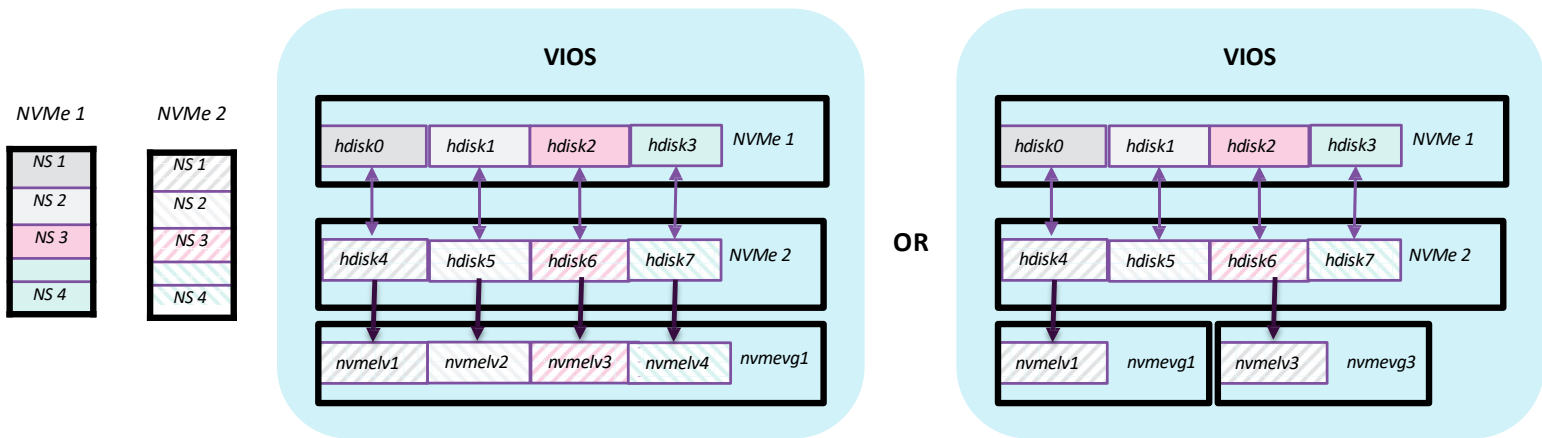 NVMe 1
NVMe 2
NS 1
NS 2
NS 3
NS 4
NS 1
NS 2
NS 3
NS 4
VIOS
hdisk0 hdisk1 hdisk2 hdisk3 NVMe 1
hdisk4 hdisk5 hdisk6 hdisk7 NVMe 2
nvmelv1 nvmelv2 nvmelv3 nvmelv4 nvmevg1
OR
VIOS
hdisk0 hdisk1 hdisk2 hdisk3 NVMe 1
hdisk4 hdisk5 hdisk6 hdisk7 NVMe 2
nvmelv1 nvmevg1 nvmelv3 nvmevg3